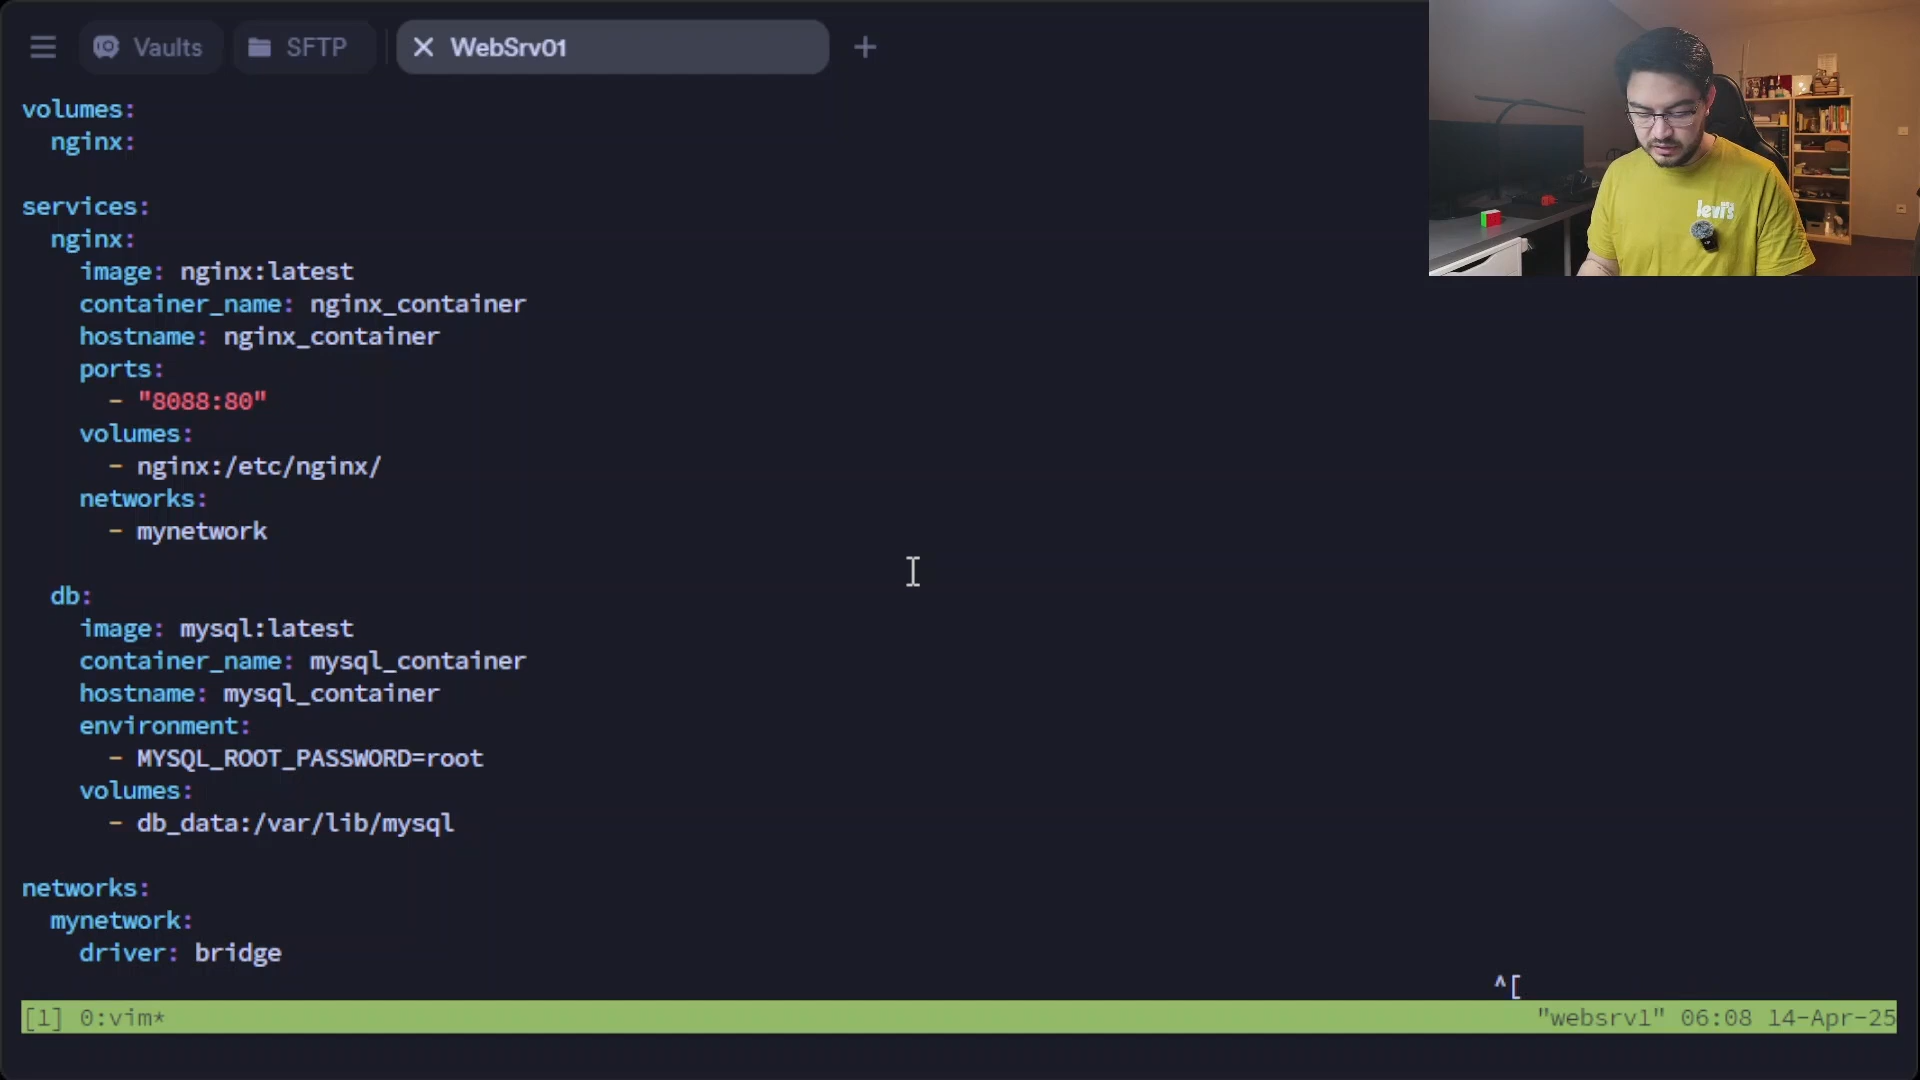 Vaults
SFTP
WebSrv01
volumes:
  nginx:

services:
  nginx:
    image: nginx:latest
    container_name: nginx_container
    hostname: nginx_container
    ports:
      - "8088:80"
    volumes:
      - nginx:/etc/nginx/
    networks:
      - mynetwork

  db:
    image: mysql:latest
    container_name: mysql_container
    hostname: mysql_container
    environment:
      - MYSQL_ROOT_PASSWORD=root
    volumes:
      - db_data:/var/lib/mysql

networks:
  mynetwork:
    driver: bridge
^[
[1] 0:vim*
"websrv1" 06:08 14-Apr-25
levi's